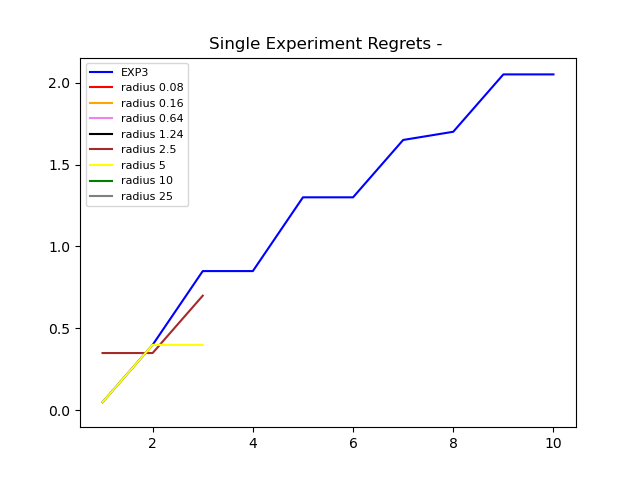 Single Experiment Regrets -
EXP3
radius 0.08
radius 0.16
radius 0.64
radius 1.24
radius 2.5
radius 5
radius 10
radius 25
2.0
1.5
1.0
0.5
0.0
2 4 6 8 10